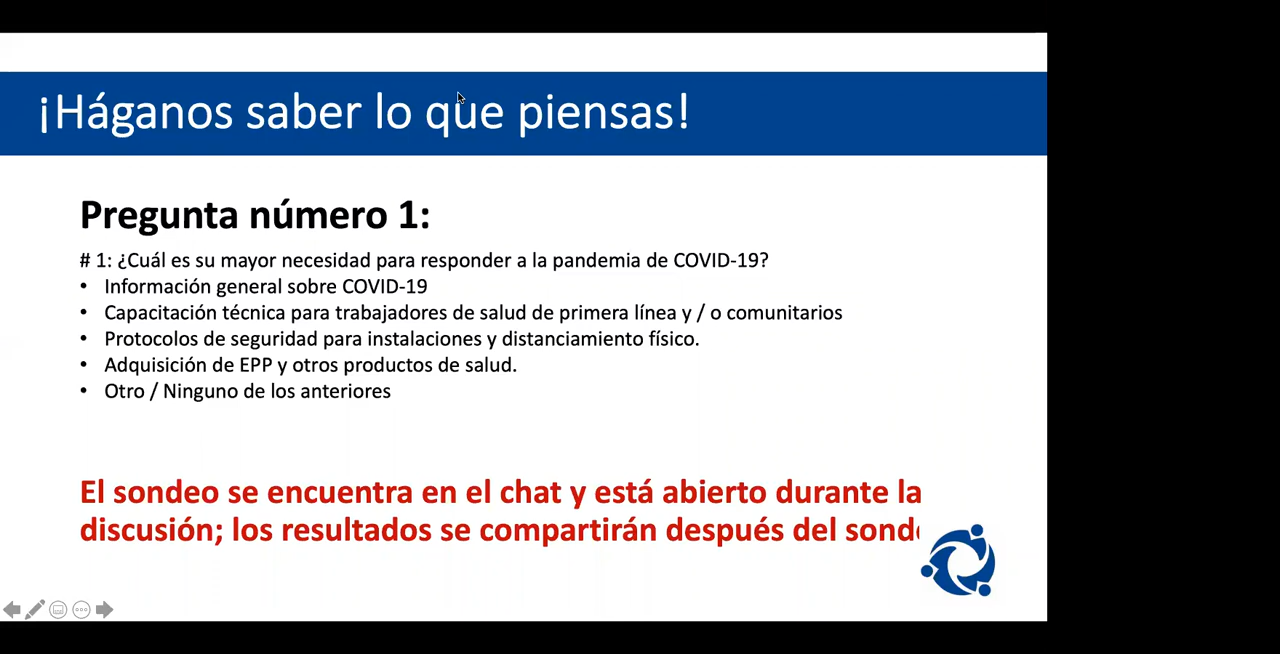 ¡Háganos saber lo que piensas!
Pregunta número 1:
# 1: ¿Cuál es su mayor necesidad para responder a la pandemia de COVID-19?
• Información general sobre COVID-19
• Capacitación técnica para trabajadores de salud de primera línea y / o comunitarios
• Protocolos de seguridad para instalaciones y distanciamiento físico.
• Adquisición de EPP y otros productos de salud.
• Otro / Ninguno de los anteriores
El sondeo se encuentra en el chat y está abierto durante la
discusión; los resultados se compartirán después del